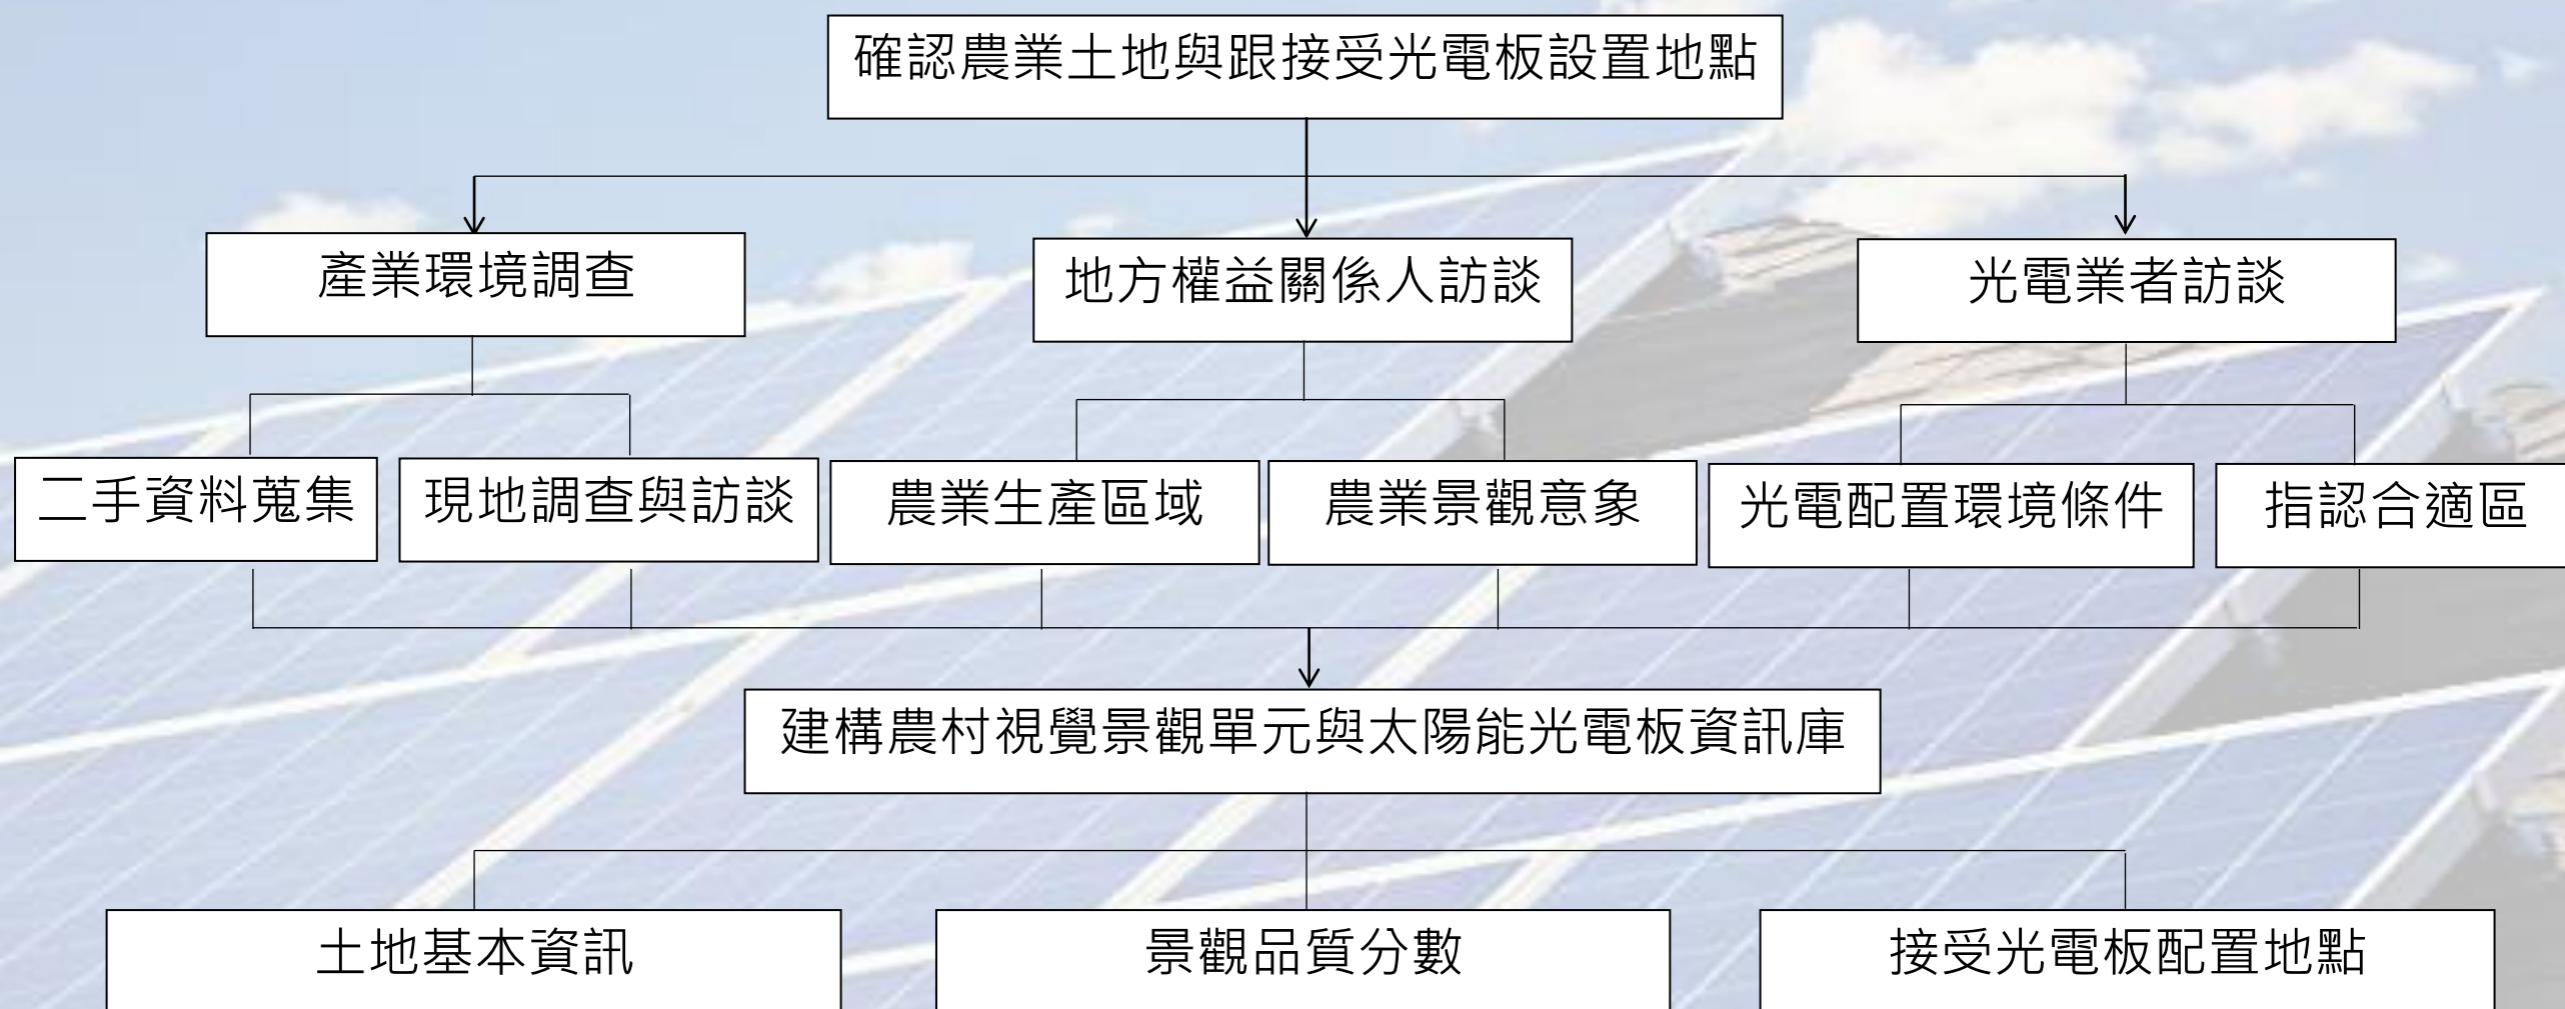 確認農業土地與跟接受光電板設置地點
產業環境調查
地方權益關係人訪談
光電業者訪談
二手資料蒐集
現地調查與訪談
農業生產區域
農業景觀意象
光電配置環境條件
指認合適區
建構農村視覺景觀單元與太陽能光電板資訊庫
土地基本資訊
景觀品質分數
接受光電板配置地點